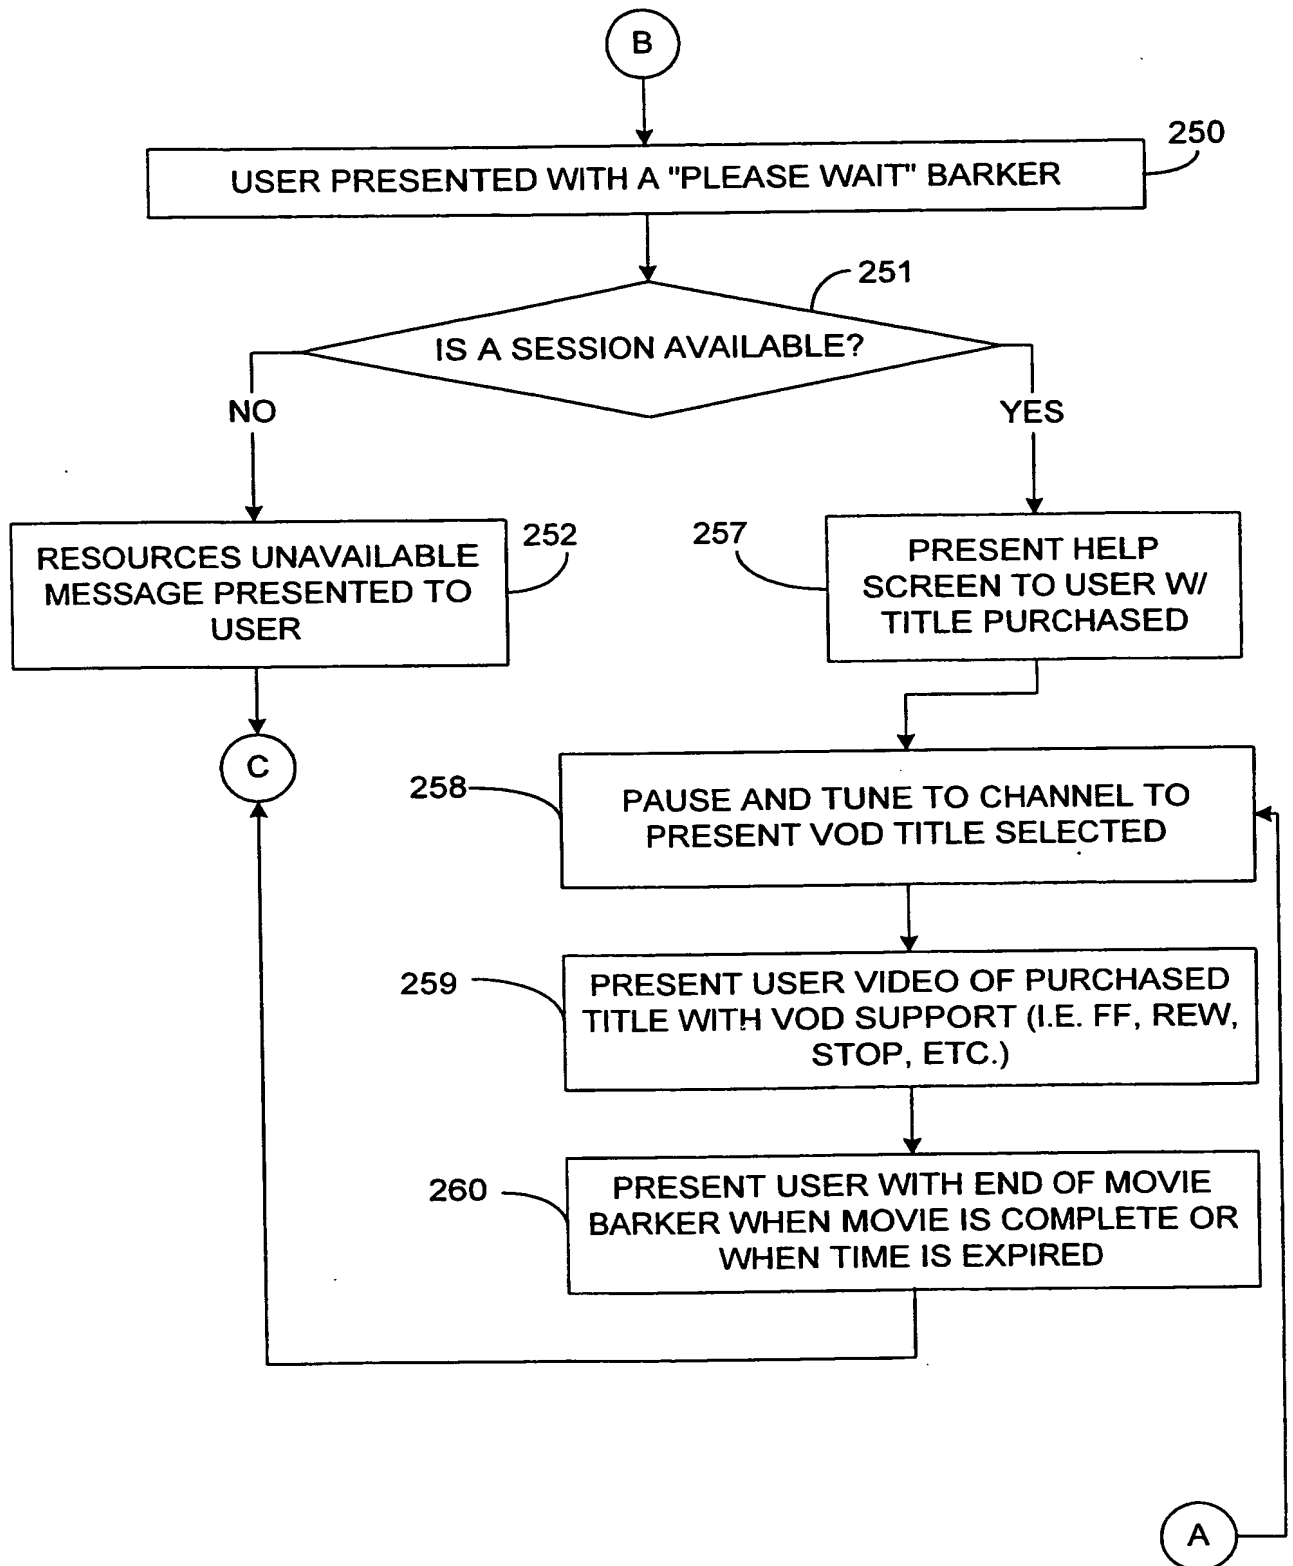 B
250
USER PRESENTED WITH A "PLEASE WAIT" BARKER
251
IS A SESSION AVAILABLE?
NO
YES
252
RESOURCES UNAVAILABLE
MESSAGE PRESENTED TO
USER
257
PRESENT HELP
SCREEN TO USER W/
TITLE PURCHASED
C
258
PAUSE AND TUNE TO CHANNEL TO
PRESENT VOD TITLE SELECTED
259
PRESENT USER VIDEO OF PURCHASED
TITLE WITH VOD SUPPORT (I.E. FF, REW,
STOP, ETC.)
260
PRESENT USER WITH END OF MOVIE
BARKER WHEN MOVIE IS COMPLETE OR
WHEN TIME IS EXPIRED
A